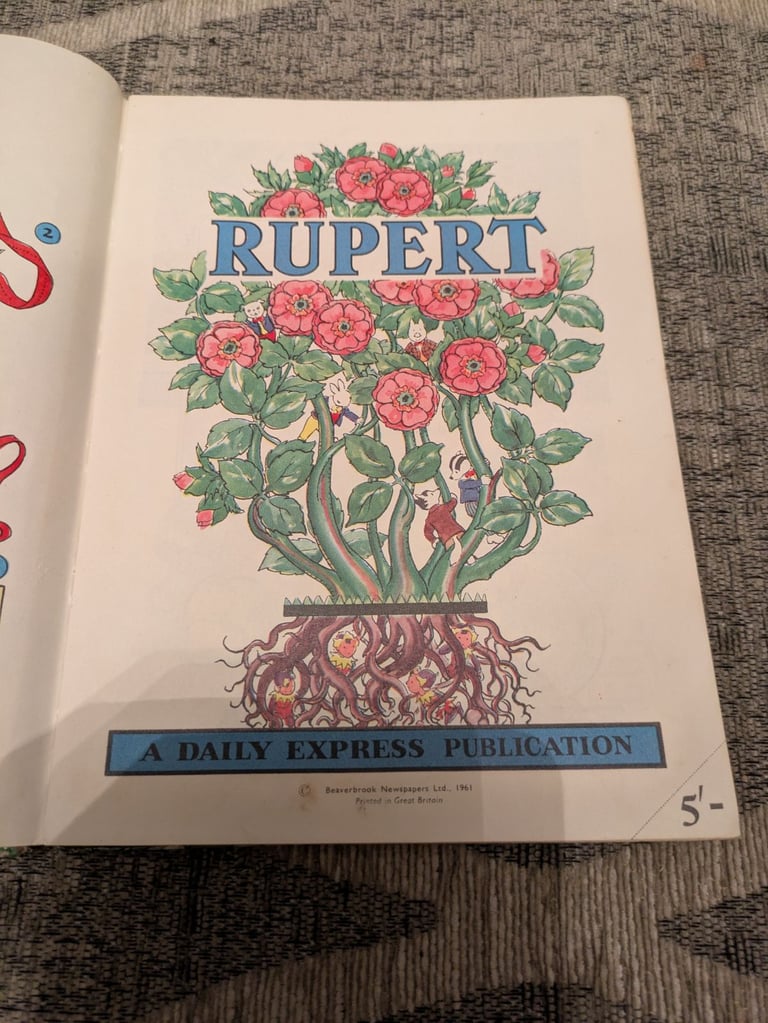 2
RUPERT
A DAILY EXPRESS PUBLICATION
© Beaverbrook Newspapers Ltd., 1961
Printed in Great Britain
5'-